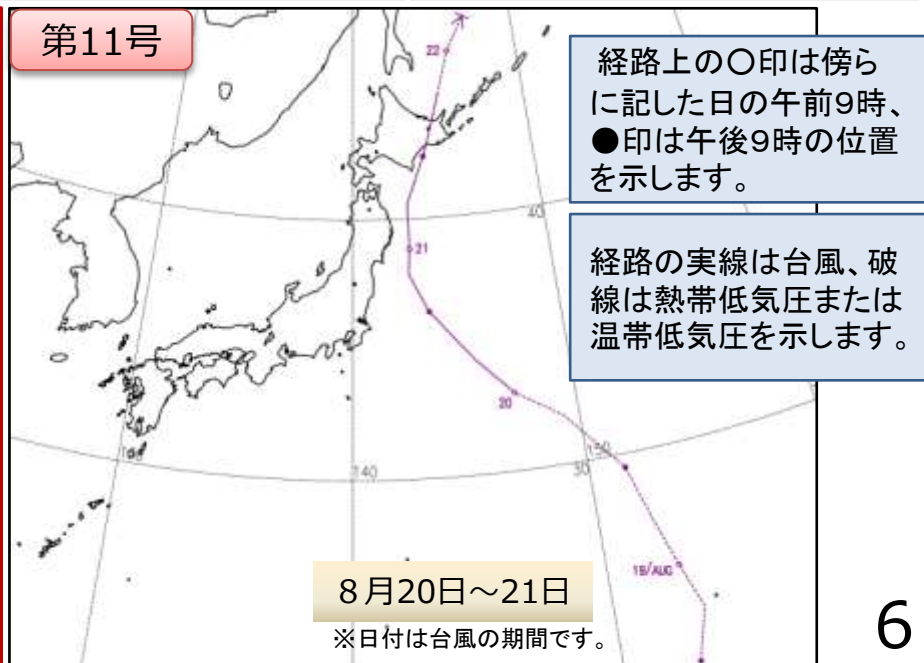 第11号
経路上の〇印は傍ら
に記した日の午前9時、
●印は午後9時の位置
を示します。
経路の実線は台風、破
線は熱帯低気圧または
温帯低気圧を示します。
22
40
21
20
150
30
140
19/AUG
８月20日～21日
※日付は台風の期間です。
6